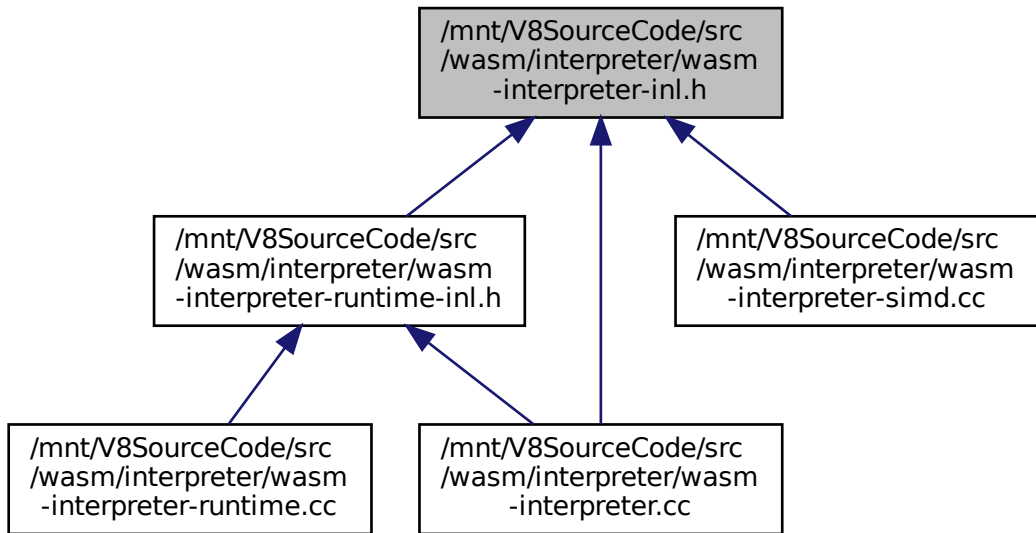 /mnt/V8SourceCode/src
/wasm/interpreter/wasm
-interpreter-inl.h
/mnt/V8SourceCode/src
/wasm/interpreter/wasm
-interpreter-runtime-inl.h
/mnt/V8SourceCode/src
/wasm/interpreter/wasm
-interpreter-simd.cc
/mnt/V8SourceCode/src
/wasm/interpreter/wasm
-interpreter-runtime.cc
/mnt/V8SourceCode/src
/wasm/interpreter/wasm
-interpreter.cc